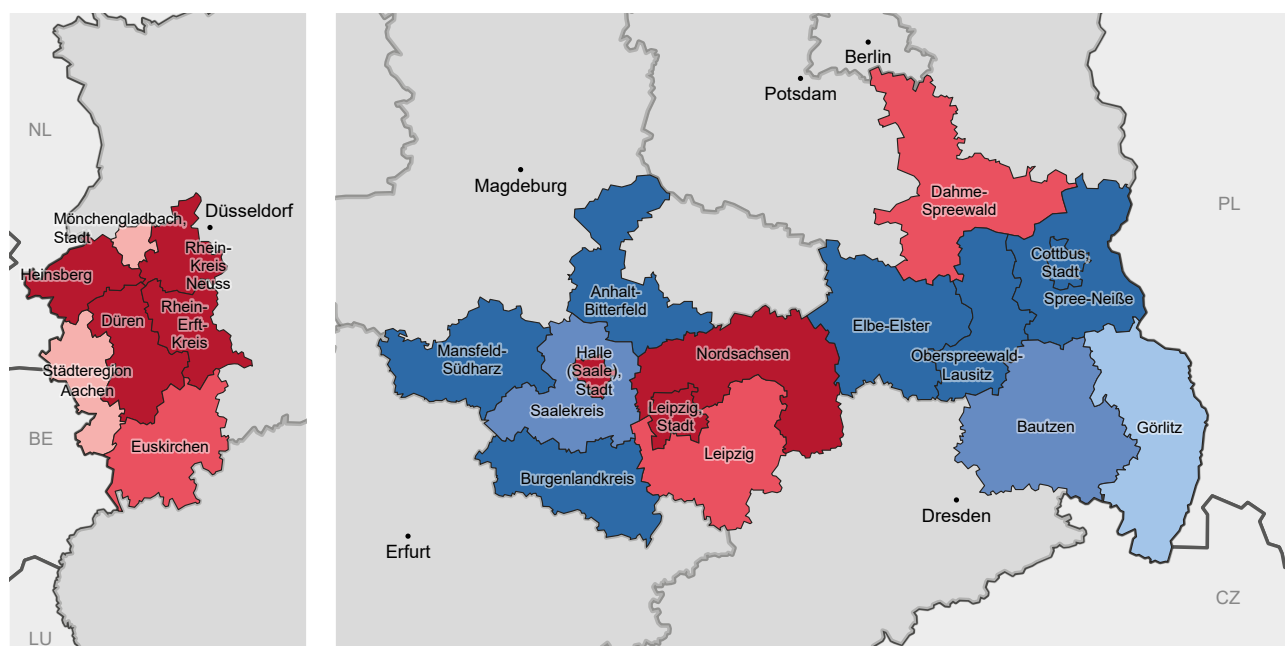 NL
Mönchengladbach,
Stadt
Düsseldorf
Heinsberg
Rhein-
Kreis
Neuss
Düren
Rhein-
Erft-
Kreis
Städteregion
Aachen
BE
Euskirchen
LU
Berlin
Potsdam
Magdeburg
Dahme-
Spreewald
PL
Cottbus,
Stadt
Spree-Neiße
Anhalt-
Bitterfeld
Elbe-Elster
Mansfeld-
Südharz
Halle
(Saale),
Stadt
Nordsachsen
Oberspreewald-
Lausitz
Saalekreis
Leipzig,
Stadt
Bautzen
Görlitz
Leipzig
Burgenlandkreis
Dresden
Erfurt
CZ